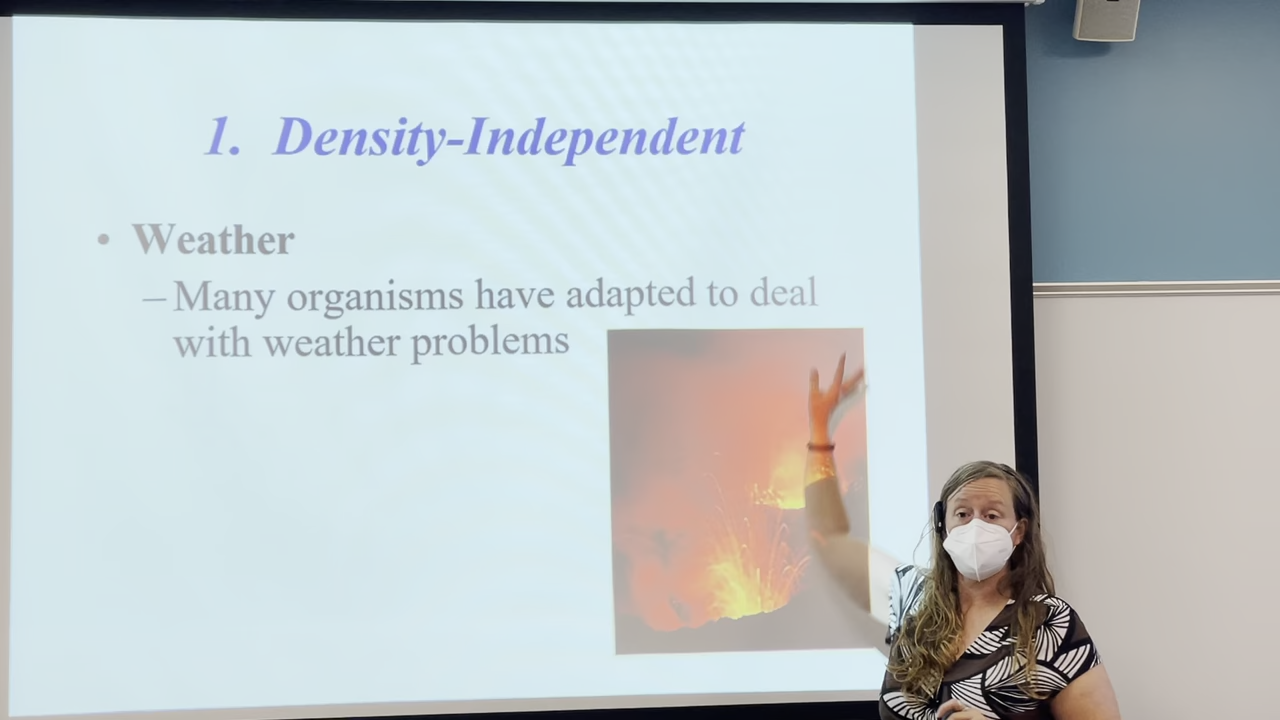 1. Density-Independent
• Weather
– Many organisms have adapted to deal
with weather problems